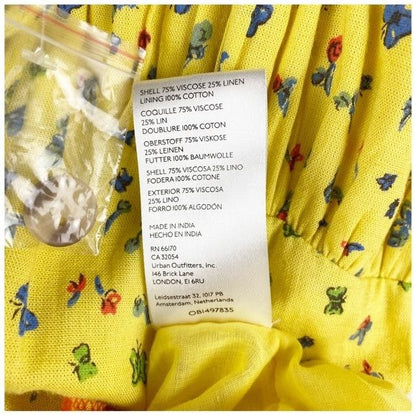 SHELL 75% VISCOSE 25% LINEN
LINING 100% COTTON
COQUILLE 75% VISCOSE
25% LIN
DOUBLURE 100% COTON
OBERSTOFF 75% VISKOSE
25% LEINEN
FUTTER 100% BAUMWOLLE
SHELL 75% VISCOSA 25% LINO
FODERA 100% COTONE
EXTERIOR 75% VISCOSA
25% LINO
FORRO 100% ALGODÓN
MADE IN INDIA
HECHO EN INDIA
RN 66170
CA 32054
Urban Outfitters, Inc.
146 Brick Lane
LONDON, E1 6RU
Leidsestraat 32, 1017 PB
Amsterdam, Netherlands
OB1497835